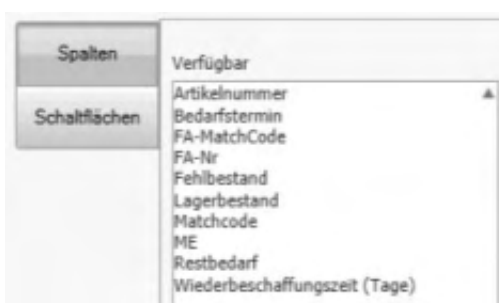 Spalten
Schaltflächen
Verfügbar
Artikelnummer
Bedarfstermin
FA-MatchCode
FA-Nr
Fehlbestand
Lagerbestand
Matchcode
ME
Restbedarf
Wiederbeschaffungszeit (Tage)